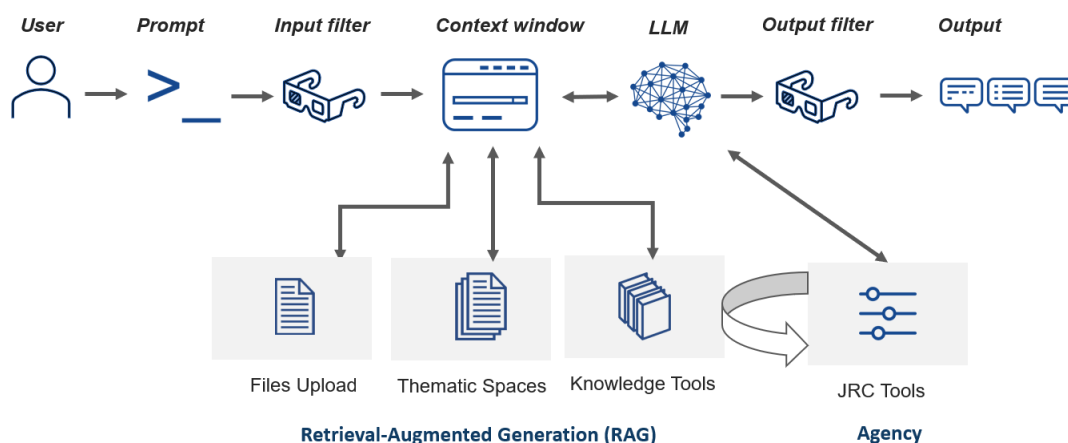 User
Prompt
Input filter
Context window
LLM
Output filter
Output
Files Upload
Thematic Spaces
Knowledge Tools
JRC Tools
Retrieval-Augmented Generation (RAG)
Agency